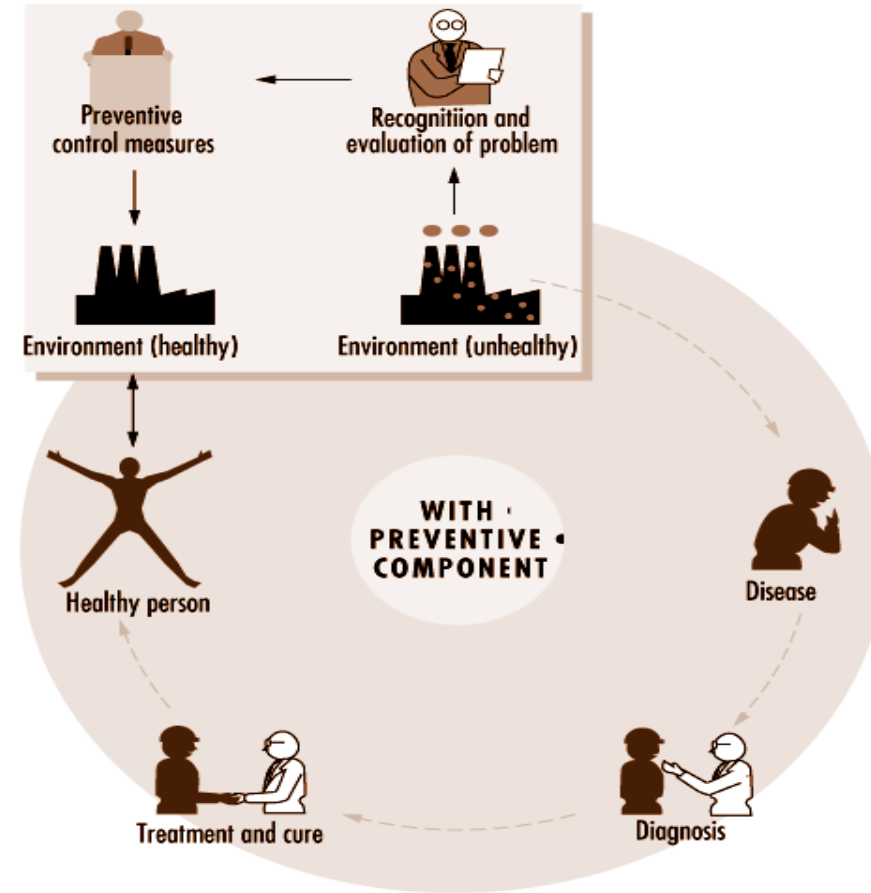 Preventive
control measures
Recognitiion and
evaluation of problem
Environment (healthy)
Environment (unhealthy)
WITH
PREVENTIVE
COMPONENT
Healthy person
Disease
Treatment and cure
Diagnosis